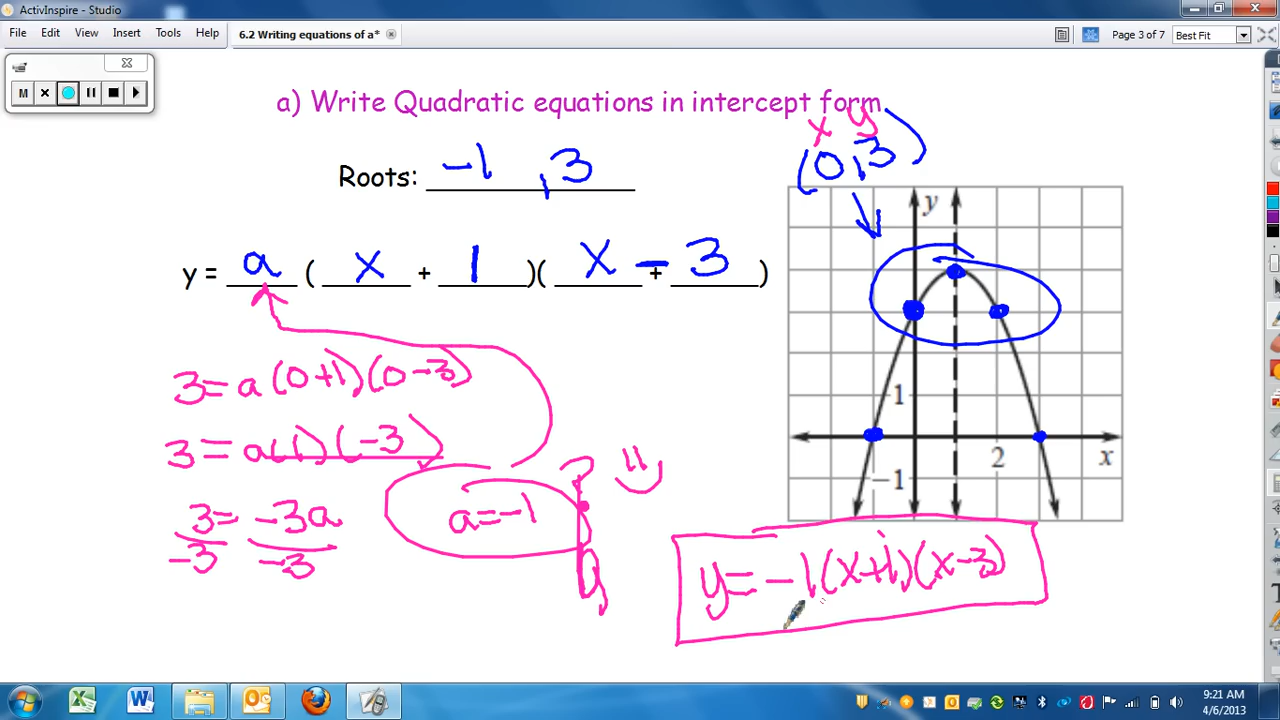 ActivInspire - Studio
File Edit View Insert Tools Help
6.2 Writing equations of a*
Page 3 of 7
Best Fit
M
a) Write Quadratic equations in intercept form
x y
(0,3)
Roots: -1 , 3
y = a ( x + 1 )( x - 3 )
3=a(0+1)(0-3)
3=a(1)(-3)
3= -3a
-3 -3
a=-1
y
1
-1
2
x
y=-1(x+1)(x-3)
9:21 AM
4/6/2013